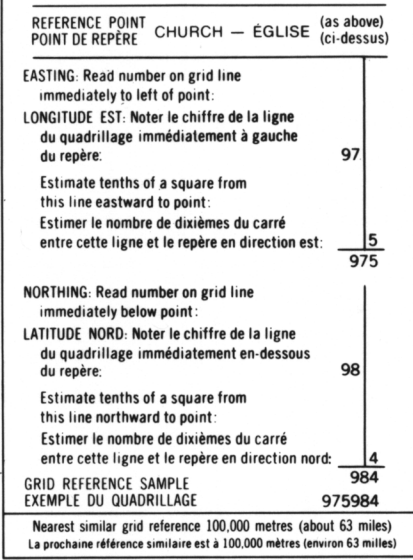 REFERENCE POINT CHURCH — ÉGLISE (as above)
POINT DE REPÈRE (ci-dessus)
EASTING: Read number on grid line
immediately to left of point:
LONGITUDE EST: Noter le chiffre de la ligne
du quadrillage immédiatement à gauche
du repère: 97
Estimate tenths of a square from
this line eastward to point:
Estimer le nombre de dixièmes du carré
entre cette ligne et le repère en direction est: 5
975
NORTHING: Read number on grid line
immediately below point:
LATITUDE NORD: Noter le chiffre de la ligne
du quadrillage immédiatement en-dessous
du repère: 98
Estimate tenths of a square from
this line northward to point:
Estimer le nombre de dixièmes du carré
entre cette ligne et le repère en direction nord: 4
GRID REFERENCE SAMPLE 984
EXEMPLE DU QUADRILLAGE 975984
Nearest similar grid reference 100,000 metres (about 63 miles)
La prochaine référence similaire est à 100,000 mètres (environ 63 milles)